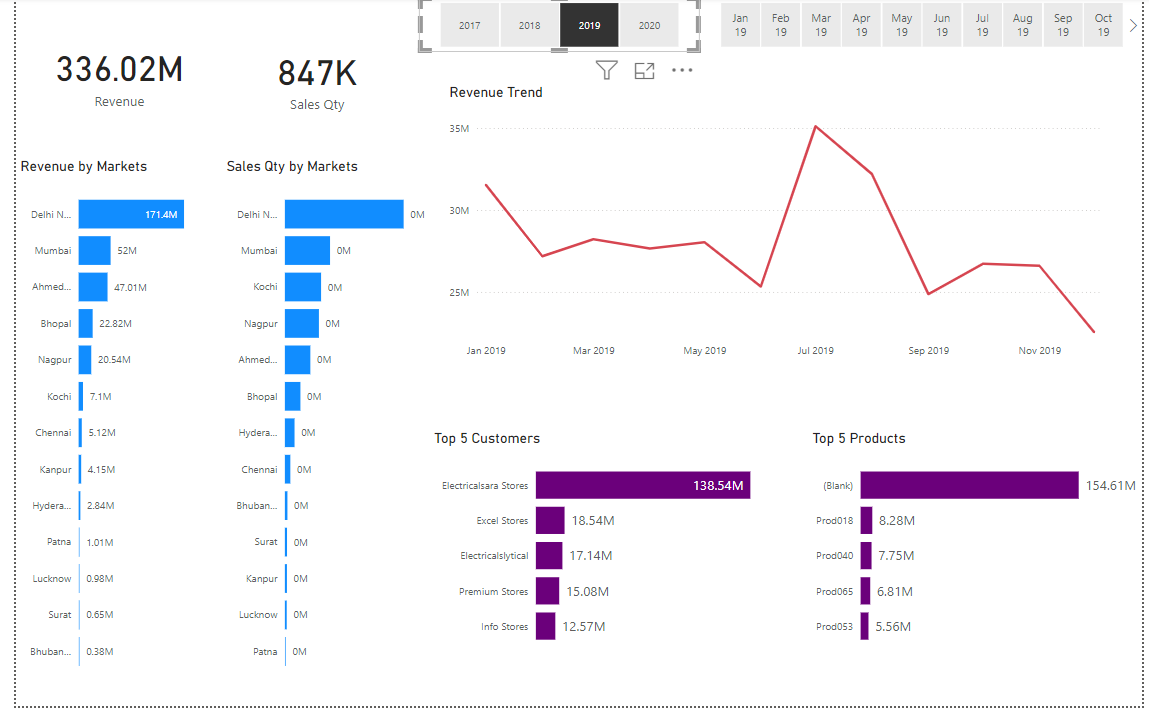 2017 2018 2019 2020
Jan 19 Feb 19 Mar 19 Apr 19 May 19 Jun 19 Jul 19 Aug 19 Sep 19 Oct 19
336.02M
Revenue
847K
Sales Qty
Revenue Trend
35M
30M
25M
Jan 2019 Mar 2019 May 2019 Jul 2019 Sep 2019 Nov 2019
Revenue by Markets
Delhi N... 171.4M
Mumbai 52M
Ahmed... 47.01M
Bhopal 22.82M
Nagpur 20.54M
Kochi 7.1M
Chennai 5.12M
Kanpur 4.15M
Hydera... 2.84M
Patna 1.01M
Lucknow 0.98M
Surat 0.65M
Bhuban... 0.38M
Sales Qty by Markets
Delhi N... 0M
Mumbai 0M
Kochi 0M
Nagpur 0M
Ahmed... 0M
Bhopal 0M
Hydera... 0M
Chennai 0M
Bhuban... 0M
Surat 0M
Kanpur 0M
Lucknow 0M
Patna 0M
Top 5 Customers
Electricalsara Stores 138.54M
Excel Stores 18.54M
Electricalslytical 17.14M
Premium Stores 15.08M
Info Stores 12.57M
Top 5 Products
(Blank) 154.61M
Prod018 8.28M
Prod040 7.75M
Prod065 6.81M
Prod053 5.56M